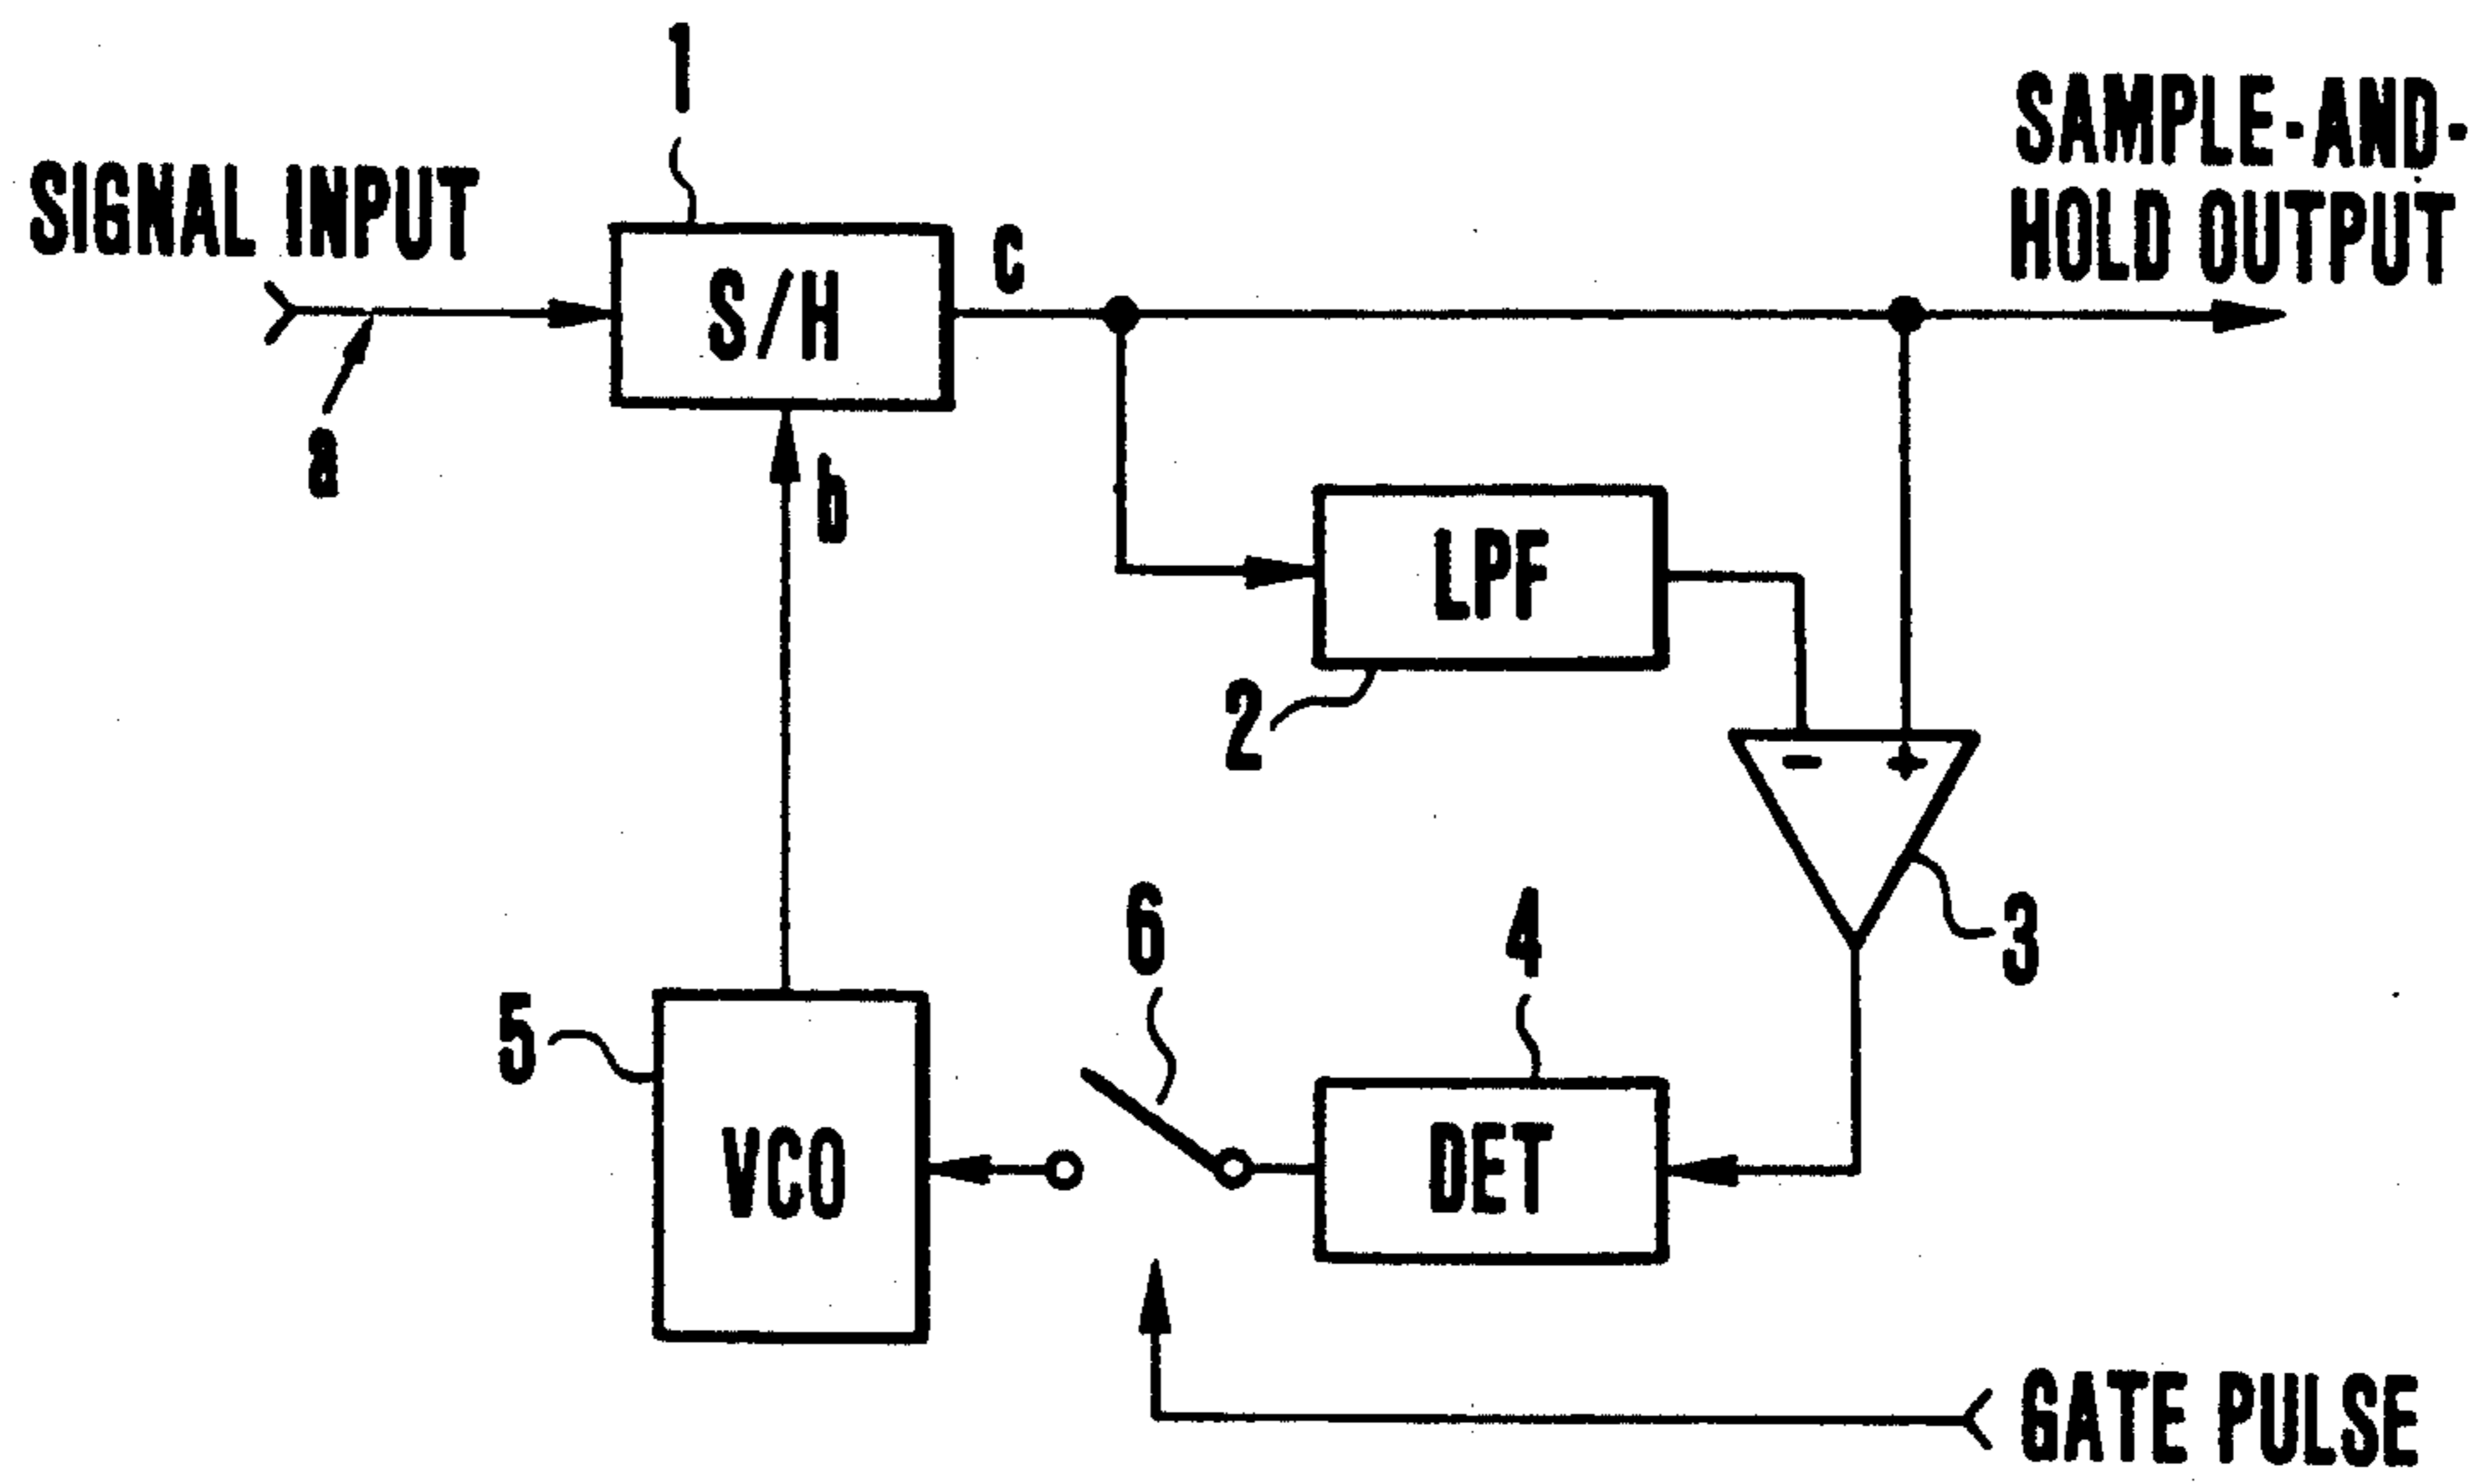 1
SIGNAL INPUT
SAMPLE-AND-
HOLD OUTPUT
S/H
C
a
b
LPF
2
- +
3
6
4
5
VCO
DET
GATE PULSE